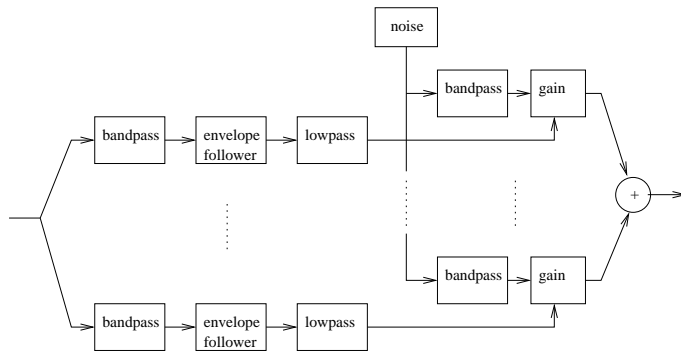 noise
bandpass
gain
bandpass
envelope
follower
lowpass
+
bandpass
gain
bandpass
envelope
follower
lowpass